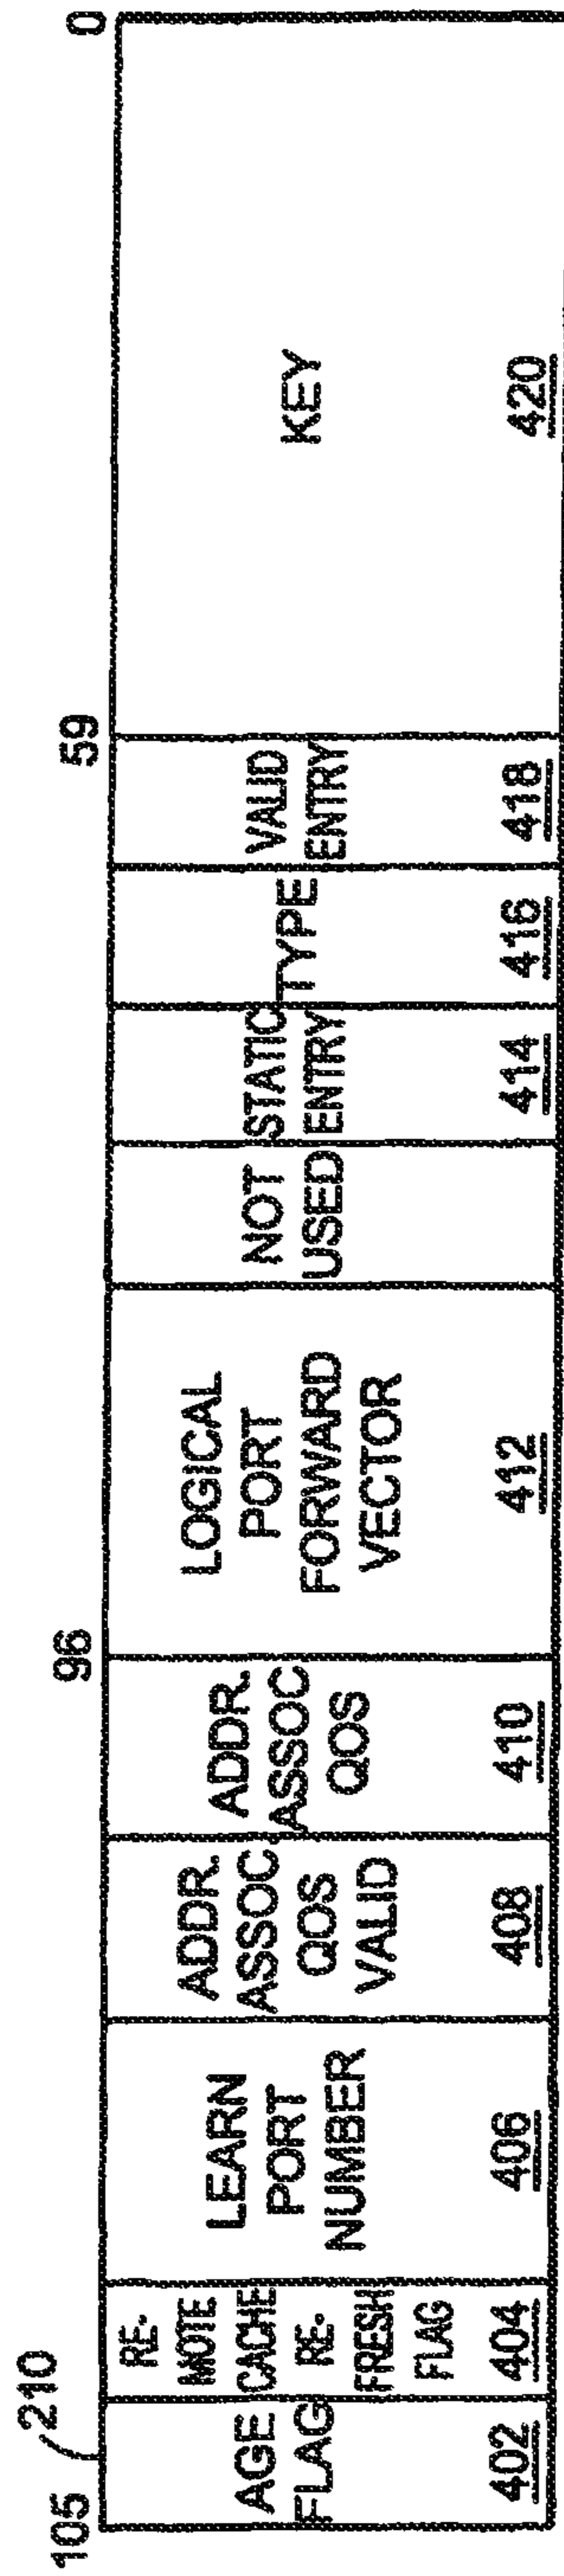 105
210
96
59
0
AGE
FLAG
402
RE-
MOTE
CACHE
RE-
FRESH
FLAG
404
LEARN
PORT
NUMBER
406
ADDR.
ASSOC
QOS
VALID
408
ADDR.
ASSOC
QOS
410
LOGICAL
PORT
FORWARD
VECTOR
412
NOT
USED
STATIC
ENTRY
414
TYPE
416
VALID
ENTRY
418
KEY
420